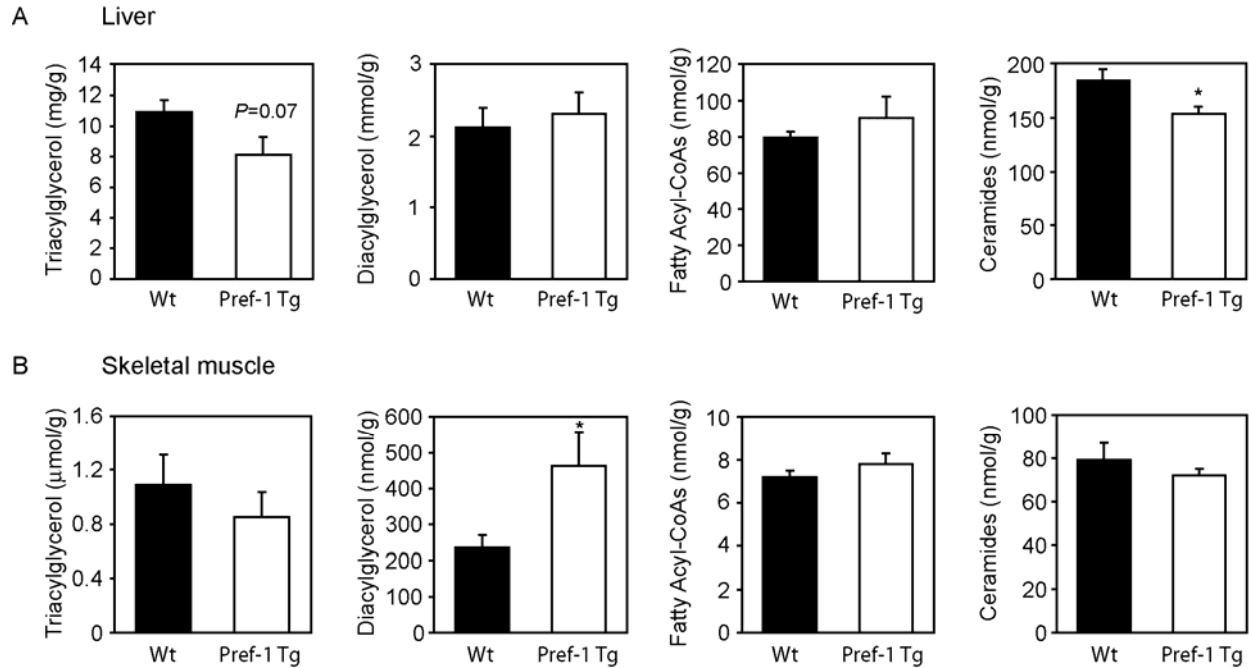 A Liver
Triacylglycerol (mg/g)
14
12
10
8
6
4
2
0
P=0.07
Wt Pref-1 Tg
Diacylglycerol (mmol/g)
3
2
1
0
Wt Pref-1 Tg
Fatty Acyl-CoAs (nmol/g)
120
100
80
60
40
20
0
Wt Pref-1 Tg
Ceramides (nmol/g)
200
150
100
50
0
*
Wt Pref-1 Tg
B Skeletal muscle
Triacylglycerol (μmol/g)
1.6
1.2
0.8
0.4
0
Wt Pref-1 Tg
Diacylglycerol (nmol/g)
600
500
400
300
200
100
0
*
Wt Pref-1 Tg
Fatty Acyl-CoAs (nmol/g)
10
8
6
4
2
0
Wt Pref-1 Tg
Ceramides (nmol/g)
100
80
60
40
20
0
Wt Pref-1 Tg